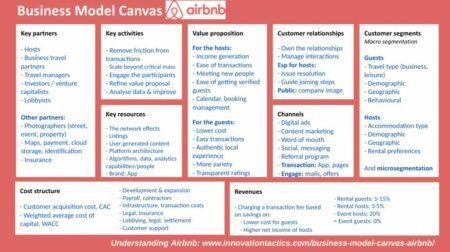 Business Model Canvas airbnb
Key partners
- Hosts
- Business travel
partners
- Travel managers
- Investors / venture
capitalists
- Lobbyists
Other partners:
- Photographers (street,
event, property)
- Maps, payment, cloud
storage, identification
- Insurance
Key activities
- Remove friction from
transactions
- Scale beyond critical mass
- Engage the participants
- Refine value proposition
- Analyse data & improve
Key resources
- The network effects
- Listings
- User generated content
- Platform architecture
- Algorithms, data, analytics
capabilities/people
- Brand, App
Value proposition
For the hosts:
- Income generation
- Ease of transactions
- Meeting new people
- Ease of getting verified
guests
- Calendar, booking
management
For the guests:
- Lower cost
- Easy transactions
- Authentic local
experience
- More variety
- Transparent ratings
Customer relationships
- Own the relationships
- Manage interactions
Esp for hosts:
- Issue resolution
- Guide joining steps
Public: company image
Channels
- Digital ads
- Content marketing
- Word of mouth
- Social, messaging
- Referral program
- Transaction: App, pages
- Engage: mails, offers
Customer segments
Macro segmentation
Guests
- Travel type (business,
leisure)
- Demographic
- Geographic
- Behavioural
Hosts
- Accommodation type
- Demographic
- Geographic
- Rental preferences
And microsegmentation
Cost structure
- Customer acquisition cost, CAC
- Weighted average cost of
capital, WACC
- Development & expansion
- Payroll, contractors
- Infrastructure, transaction costs
- Legal, insurance
- Lobbying, legal, settlement
- Customer support
Revenues
- Charging a transaction fee based
on savings on:
- Lower cost for guests
- Higher net income of hosts
- Rental guests: 5-15%
- Rental hosts: 3-5%
- Event hosts: 20%
- Event guests: 0%
Understanding Airbnb: www.innovationtactics.com/business-model-canvas-airbnb/